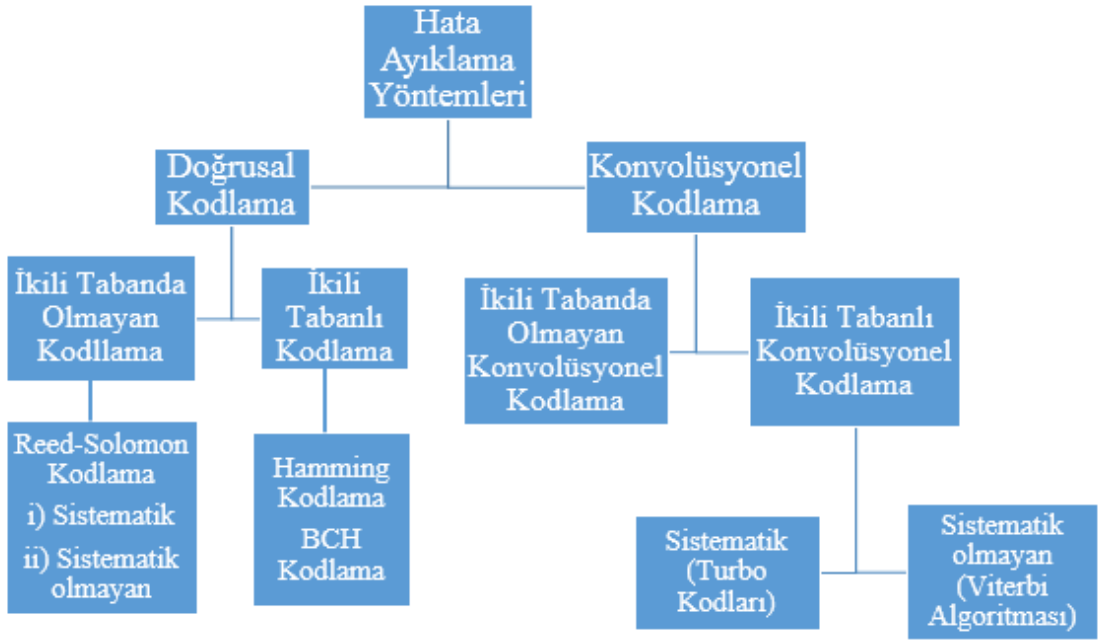 Hata
Ayıklama
Yöntemleri
Doğrusal
Kodlama
Konvolüsyonel
Kodlama
İkili Tabanda
Olmayan
Kodllama
İkili
Tabanlı
Kodlama
İkili Tabanda
Olmayan
Konvolüsyonel
Kodlama
İkili Tabanlı
Konvolüsyonel
Kodlama
Reed-Solomon
Kodlama
i) Sistematik
ii) Sistematik
olmayan
Hamming
Kodlama
BCH
Kodlama
Sistematik
(Turbo
Kodları)
Sistematik
olmayan
(Viterbi
Algoritması)